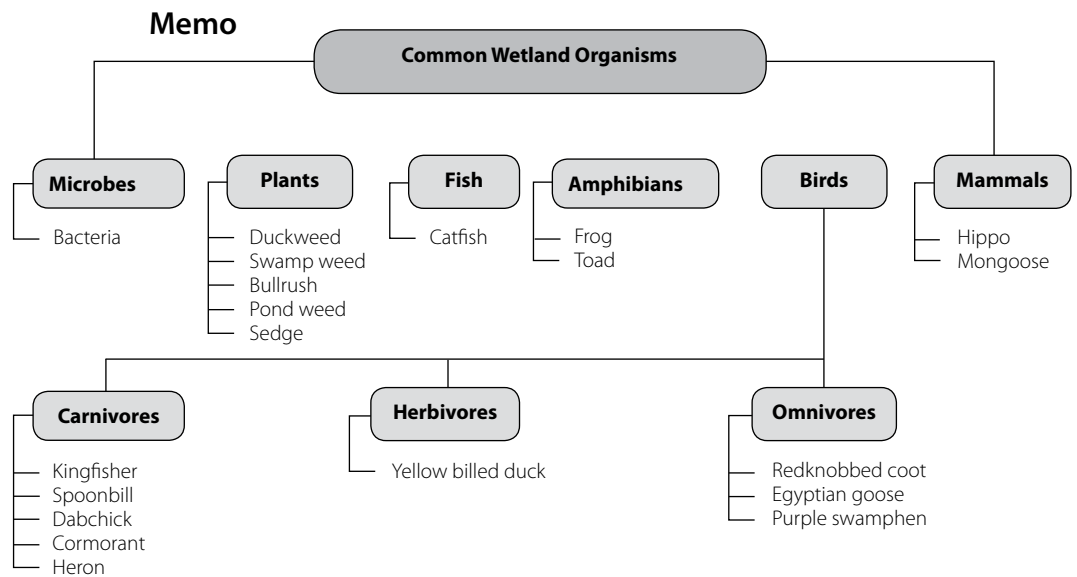 Memo
Common Wetland Organisms
Microbes
Bacteria
Plants
Duckweed
Swamp weed
Bullrush
Pond weed
Sedge
Fish
Catfish
Amphibians
Frog
Toad
Birds
Mammals
Hippo
Mongoose
Carnivores
Kingfisher
Spoonbill
Dabchick
Cormorant
Heron
Herbivores
Yellow billed duck
Omnivores
Redknobbed coot
Egyptian goose
Purple swamphen